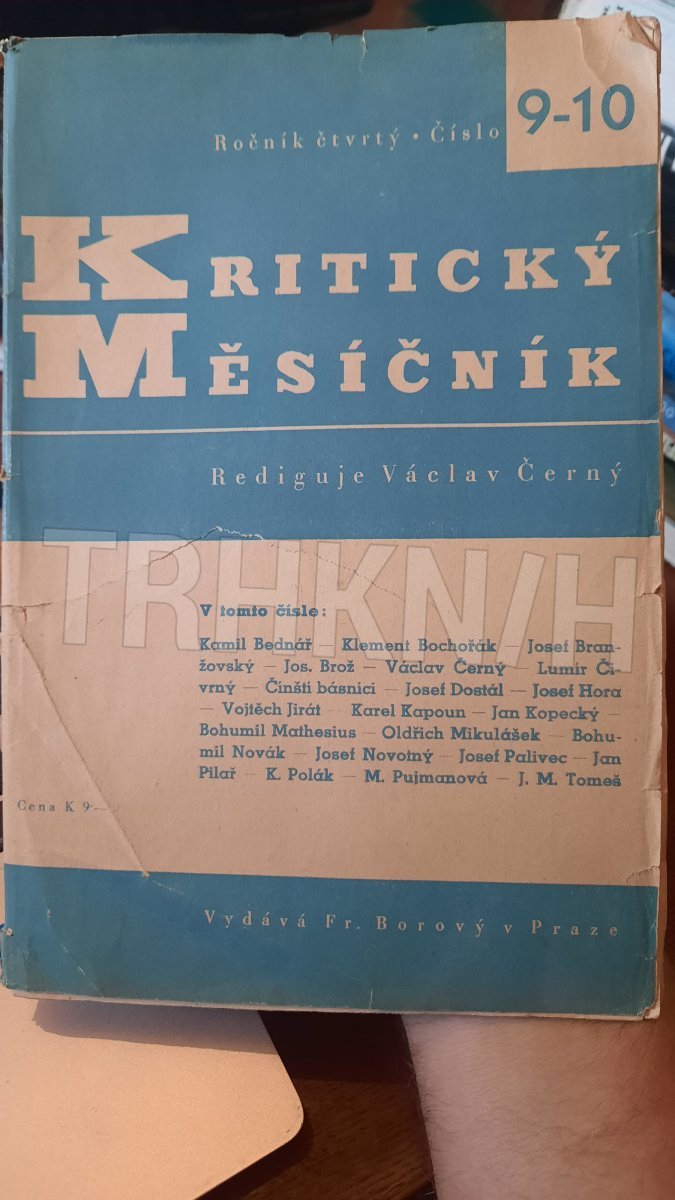 Ročník čtvrtý • Číslo 9-10
KRITICKÝ
MĚSÍČNÍK
Rediguje Václav Černý
TRHKNIH
V tomto čísle:
Kamil Bednář — Klement Bochořák — Josef Bran-
žovský — Jos. Brož — Václav Černý — Lumír Či-
vrný — Čínští básníci — Josef Dostál — Josef Hora
— Vojtěch Jirát — Karel Kapoun — Jan Kopecký —
Bohumil Mathesius — Oldřich Mikulášek — Bohu-
mil Novák — Josef Novotný — Josef Palivec — Jan
Pilař — K. Polák — M. Pujmanová — J. M. Tomeš
Cena K 9—
Vydává Fr. Borový v Praze